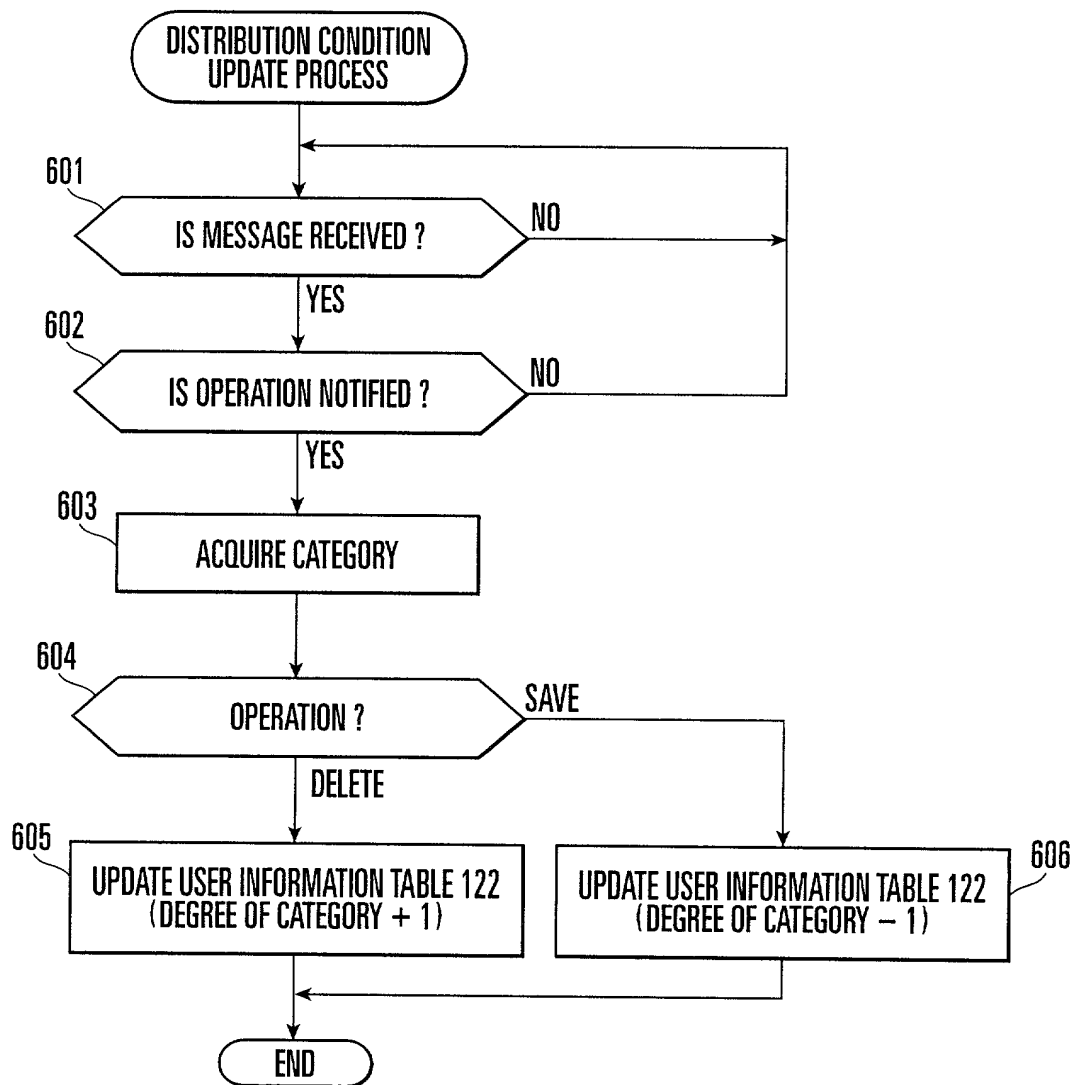 DISTRIBUTION CONDITION
UPDATE PROCESS
601
IS MESSAGE RECEIVED ?
NO
YES
602
IS OPERATION NOTIFIED ?
NO
YES
603
ACQUIRE CATEGORY
604
OPERATION ?
SAVE
DELETE
605
UPDATE USER INFORMATION TABLE 122
(DEGREE OF CATEGORY + 1)
606
UPDATE USER INFORMATION TABLE 122
(DEGREE OF CATEGORY − 1)
END